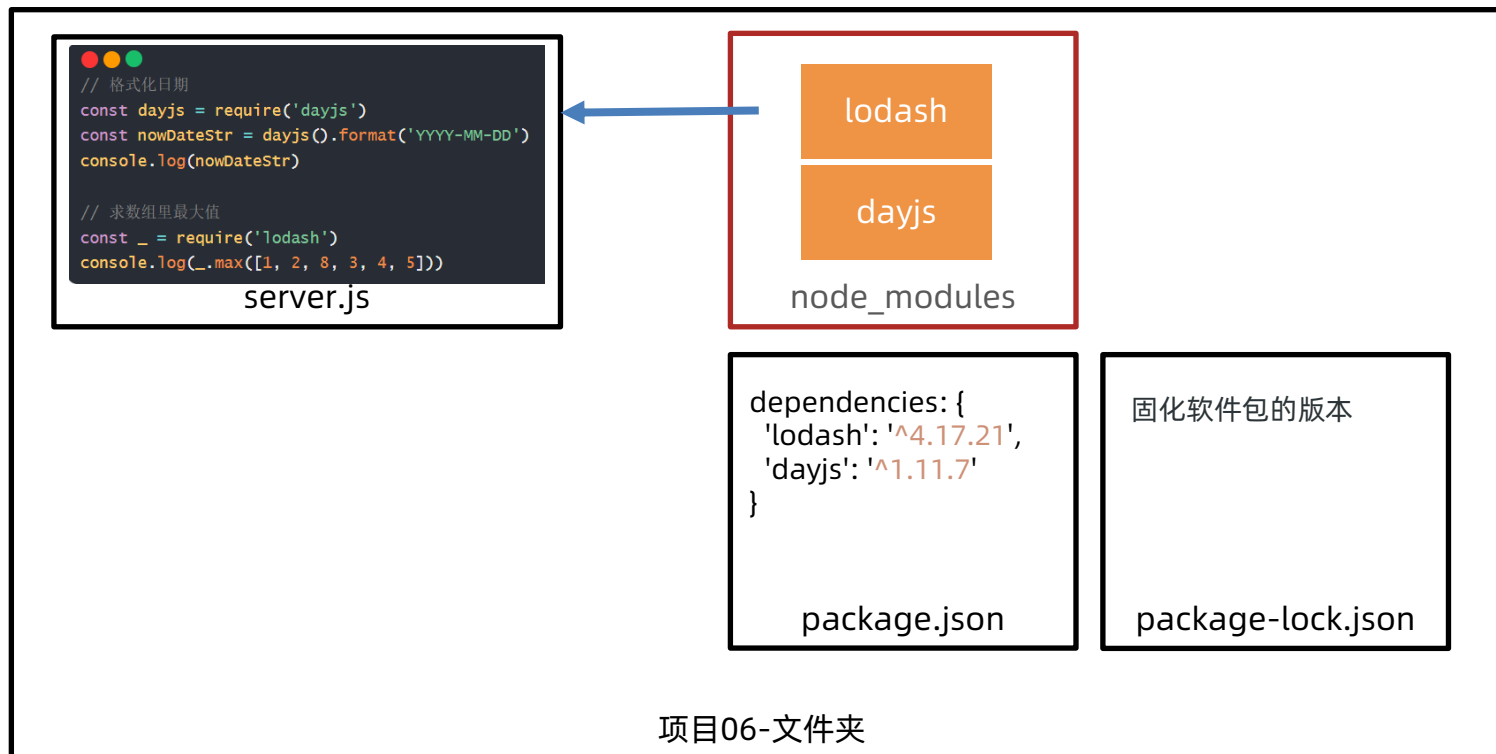 // 格式化日期
const dayjs = require('dayjs')
const nowDateStr = dayjs().format('YYYY-MM-DD')
console.log(nowDateStr)
// 求数组里最大值
const _ = require('lodash')
console.log(_.max([1, 2, 8, 3, 4, 5]))
server.js
lodash
dayjs
node_modules
dependencies: {
'lodash': '^4.17.21',
'dayjs': '^1.11.7'
}
package.json
固化软件包的版本
package-lock.json
项目06-文件夹